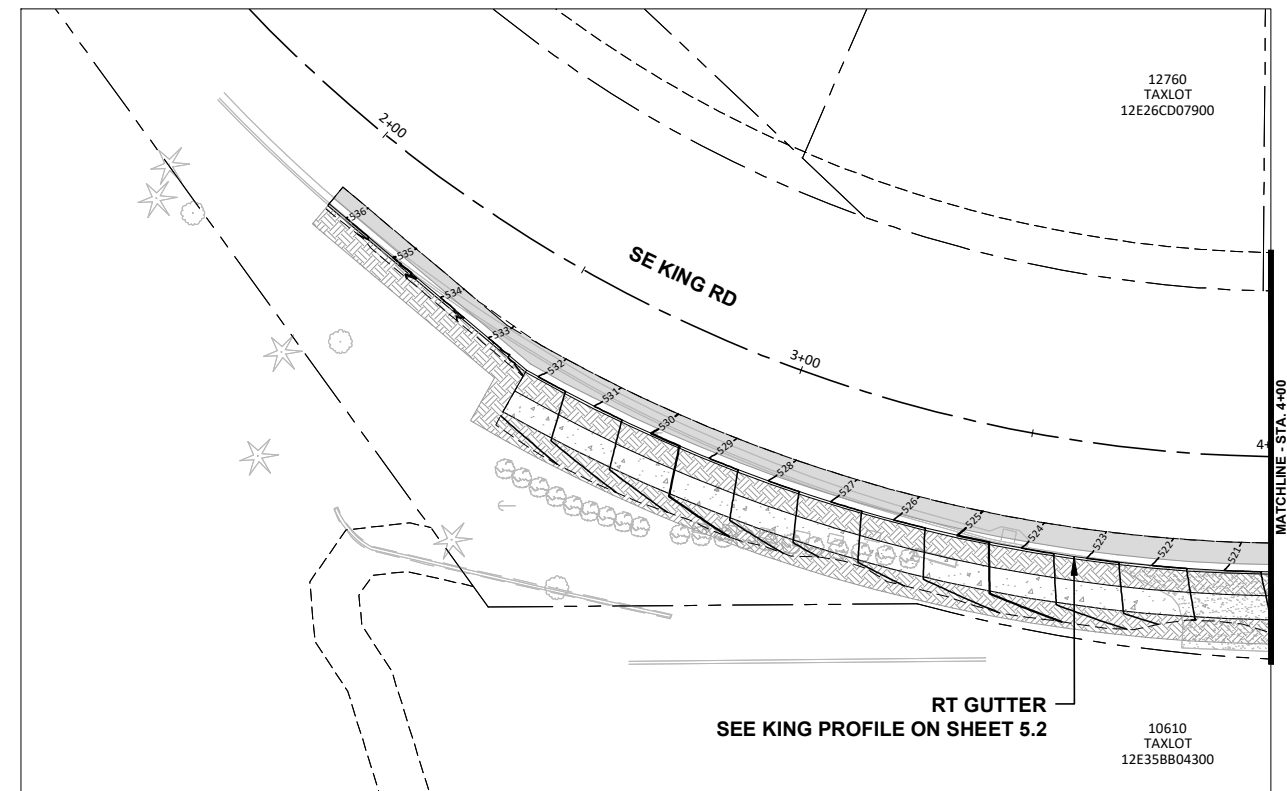 12760
TAXLOT
12E26CD07900
2+00
SE KING RD
3+00
4+
MATCHLINE - STA. 4+00
536
535
534
533
532
531
530
529
528
527
526
525
524
523
522
521
RT GUTTER
SEE KING PROFILE ON SHEET 5.2
10610
TAXLOT
12E35BB04300